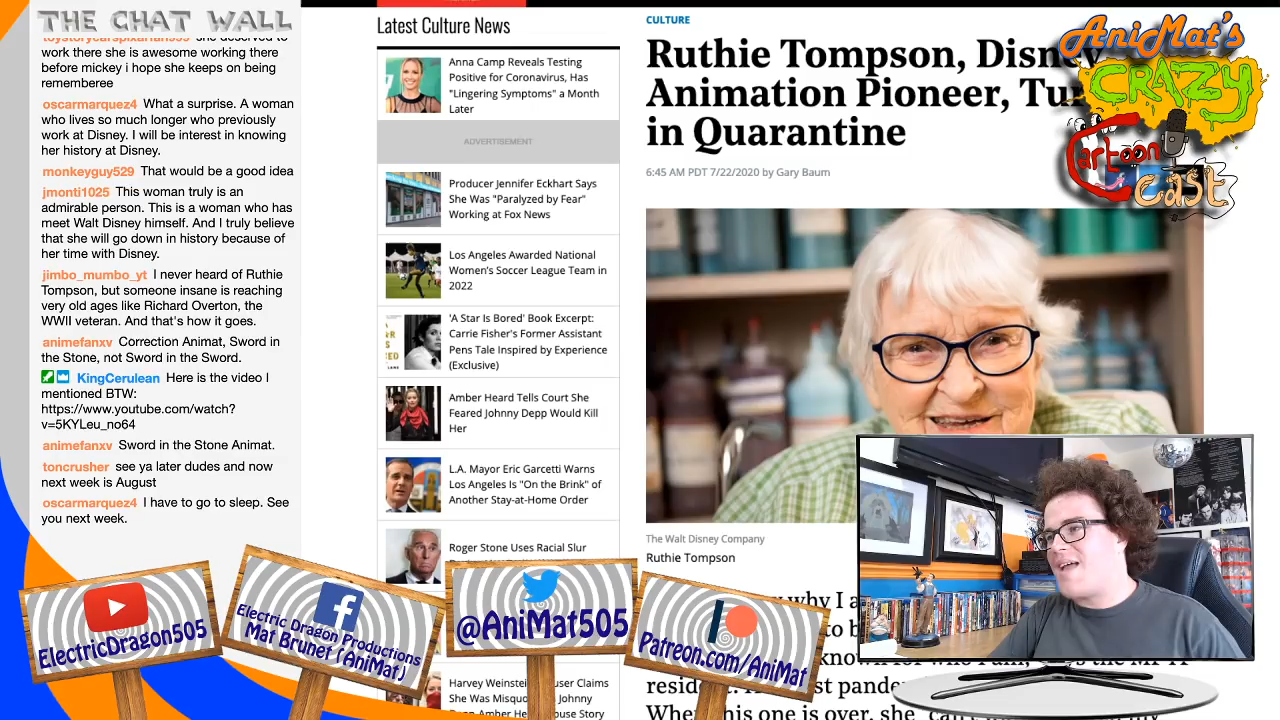 THE CHAT WALL
work there she is awesome working there
before mickey i hope she keeps on being
rememberee
oscarmarquez4 What a surprise. A woman
who lives so much longer who previously
work at Disney. I will be interest in knowing
her history at Disney.
monkeyguy529 That would be a good idea
jmonti1025 This woman truly is an
admirable person. This is a woman who has
meet Walt Disney himself. And I truly believe
that she will go down in history because of
her time with Disney.
jimbo_mumbo_yt I never heard of Ruthie
Tompson, but someone insane is reaching
very old ages like Richard Overton, the
WWII veteran. And that's how it goes.
animefanxv Correction Animat, Sword in
the Stone, not Sword in the Sword.
KingCerulean Here is the video I
mentioned BTW:
https://www.youtube.com/watch?
v=5KYLeu_no64
animefanxv Sword in the Stone Animat.
toncrusher see ya later dudes and now
next week is August
oscarmarquez4 I have to go to sleep. See
you next week.
Latest Culture News
Anna Camp Reveals Testing
Positive for Coronavirus, Has
"Lingering Symptoms" a Month
Later
ADVERTISEMENT
Producer Jennifer Eckhart Says
She Was "Paralyzed by Fear"
Working at Fox News
Los Angeles Awarded National
Women's Soccer League Team in
2022
'A Star Is Bored' Book Excerpt:
Carrie Fisher's Former Assistant
Pens Tale Inspired by Experience
(Exclusive)
Amber Heard Tells Court She
Feared Johnny Depp Would Kill
Her
L.A. Mayor Eric Garcetti Warns
Los Angeles Is "On the Brink" of
Another Stay-at-Home Order
Roger Stone Uses Racial Slur
Harvey Weinstein
She Was Johnny
CULTURE
Ruthie Tompson,
Animation Pioneer,
in Quarantine
6:45 AM PDT 7/22/2020 by Gary Baum
AniMat's
CRAZY
Cartoon
Cast
The Walt Disney Company
Ruthie Tompson
why I
ElectricDragon505
Electric Dragon Productions
Mat Brunet (AniMat)
@AniMat505
Patreon.com/AniMat